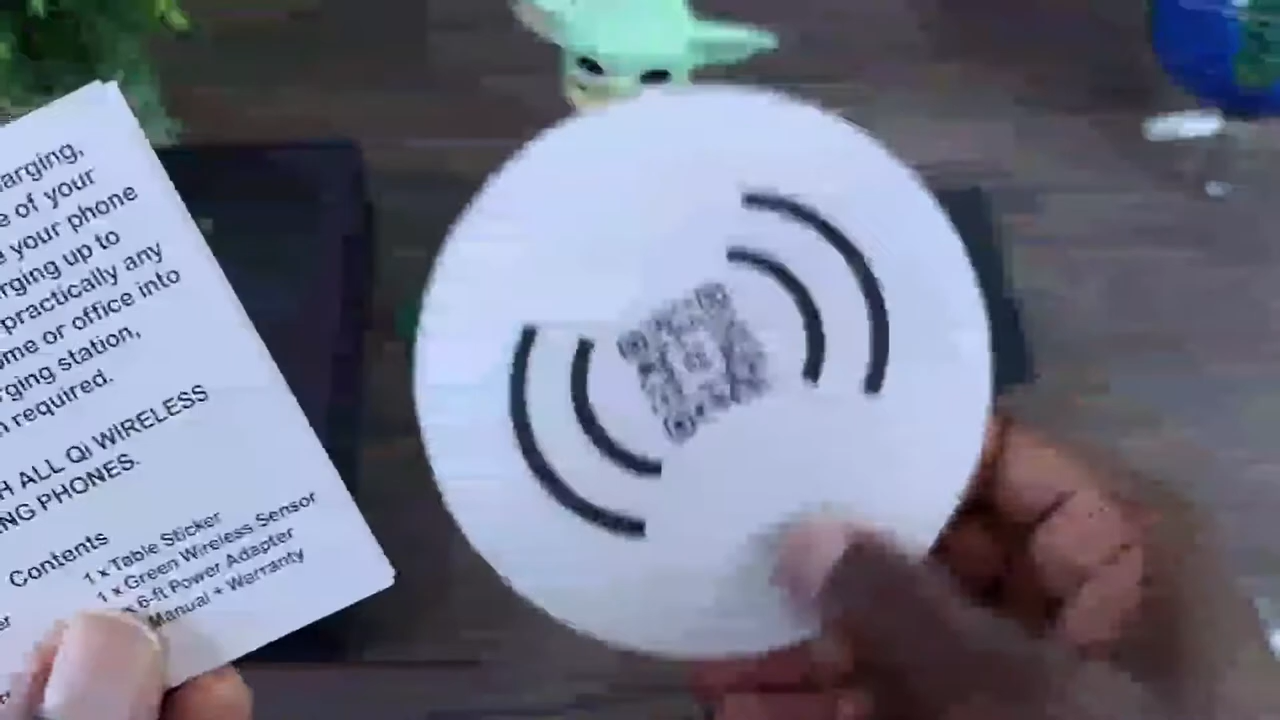 arging,
e of your
e your phone
rging up to
practically any
me or office into
rging station,
required.
H ALL Qi WIRELESS
NG PHONES.
Contents
1 x Table Sticker
1 x Green Wireless Sensor
x 6-ft Power Adapter
Manual + Warranty
er